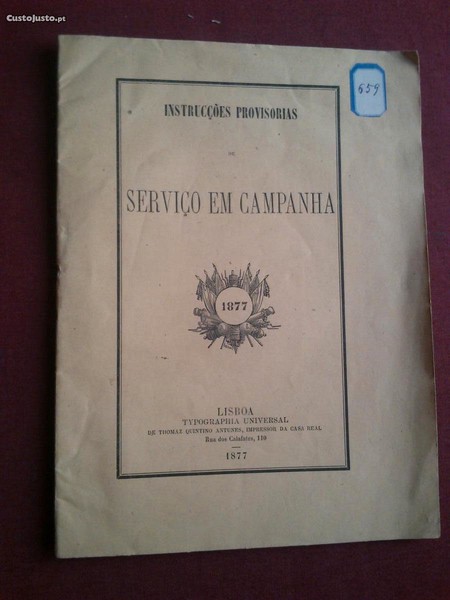 CustoJusto.pt
659
INSTRUCÇÕES PROVISORIAS
DE
SERVIÇO EM CAMPANHA
1877
LISBOA
TYPOGRAPHIA UNIVERSAL
DE THOMAZ QUINTINO ANTUNES, IMPRESSOR DA CASA REAL
Rua dos Calafates, 110
1877